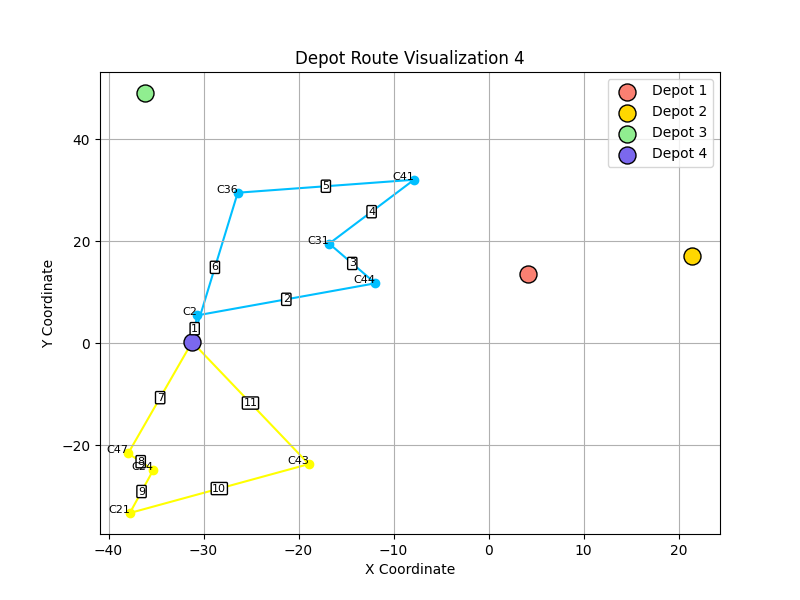 Depot Route Visualization 4
Depot 1
Depot 2
Depot 3
Depot 4
Y Coordinate
40
20
0
−20
C36
5
C41
4
C31
6
3
C44
2
C2
1
7
11
C47
8
C24
C43
9
10
C21
−40
−30
−20
−10
0
10
20
X Coordinate